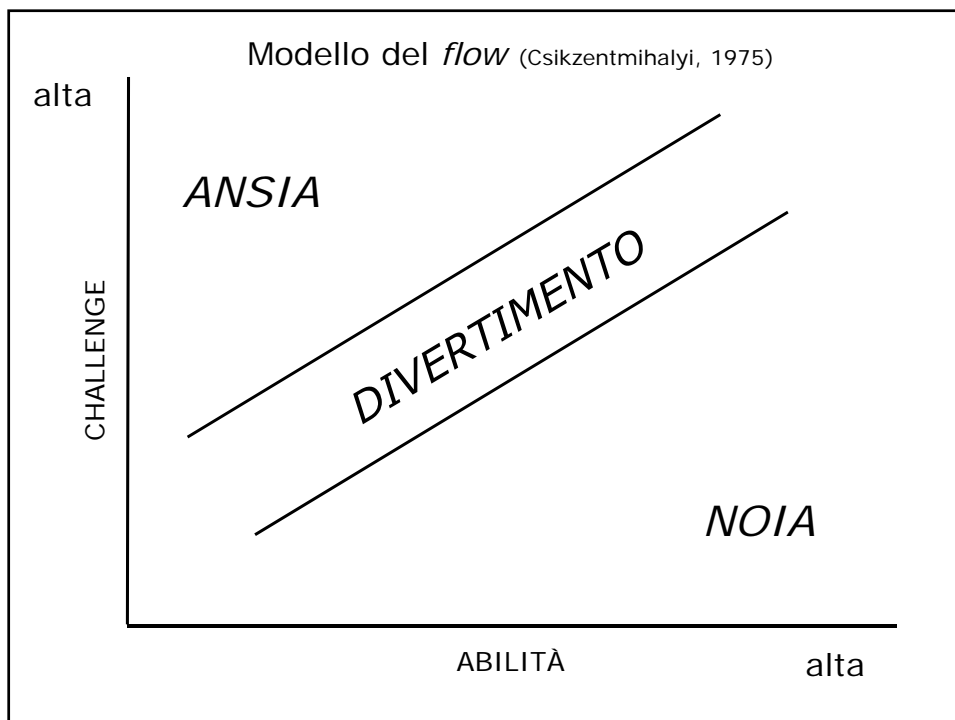 Modello del flow (Csikzentmihalyi, 1975)
alta
ANSIA
DIVERTIMENTO
CHALLENGE
NOIA
ABILITÀ
alta